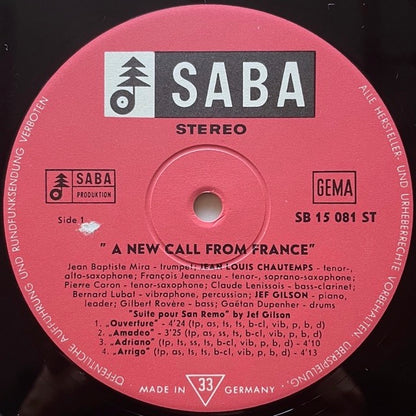 SABA
STEREO
SABA
PRODUKTION
GEMA
Side 1
SB 15 081 ST
" A NEW CALL FROM FRANCE"
Jean Baptiste Mira - trumpet; JEAN LOUIS CHAUTEMPS - tenor-,
alto-saxophone; François Jeanneau - tenor-, soprano-saxophone;
Pierre Coron - tenor-sax; Claude Lenissois - bass-clarinet;
Bernard Lubat - vibraphone, percussion; JEF GILSON - piano,
leader; Gilbert Rovère - bass; Gaëtan Dupenher - drums
"Suite pour San Remo" by Jef Gilson
1. „Ouverture" - 4'24 (tp, as, ts, ts, b-cl, vib, p, b, d)
2. „Amadeo" - (tp, as, ts, ts, b-cl, vib, p, b, d)
3. „Adriano" - (tp, ts, ss, ts, b-cl, vib, p, b, d) - 4'10
4. „Arrigo" - (tp, as, ts, ts, b-cl, vib, p, b, d) - 4'13
MADE IN 33 GERMANY
ALLE HERSTELLER- UND URHEBERRECHTE VORBEHALTEN ÜBERSPIELUNG,
ÖFFENTLICHE AUFFÜHRUNG UND RUNDFUNKSENDUNG VERBOTEN